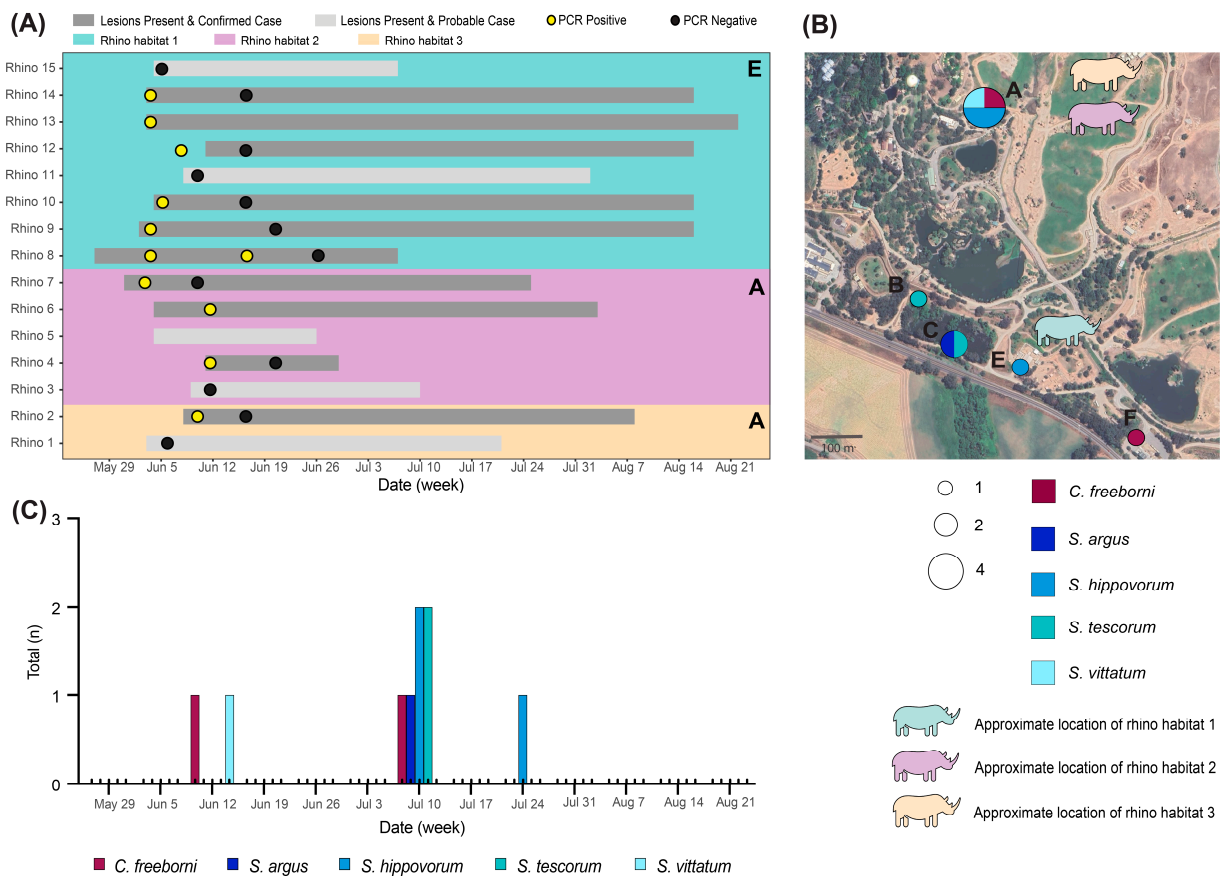 (A)
Lesions Present & Confirmed Case
Lesions Present & Probable Case
PCR Positive
PCR Negative
Rhino habitat 1
Rhino habitat 2
Rhino habitat 3
Rhino 15
E
Rhino 14
Rhino 13
Rhino 12
Rhino 11
Rhino 10
Rhino 9
Rhino 8
Rhino 7
A
Rhino 6
Rhino 5
Rhino 4
Rhino 3
Rhino 2
A
Rhino 1
May 29 Jun 5 Jun 12 Jun 19 Jun 26 Jul 3 Jul 10 Jul 17 Jul 24 Jul 31 Aug 7 Aug 14 Aug 21
Date (week)
(B)
A
B
C
E
F
100 m
1
2
4
C. freeborni
S. argus
S. hippovorum
S. tescorum
S. vittatum
Approximate location of rhino habitat 1
Approximate location of rhino habitat 2
Approximate location of rhino habitat 3
(C)
3
2
1
0
Total (n)
May 29 Jun 5 Jun 12 Jun 19 Jun 26 Jul 3 Jul 10 Jul 17 Jul 24 Jul 31 Aug 7 Aug 14 Aug 21
Date (week)
C. freeborni
S. argus
S. hippovorum
S. tescorum
S. vittatum